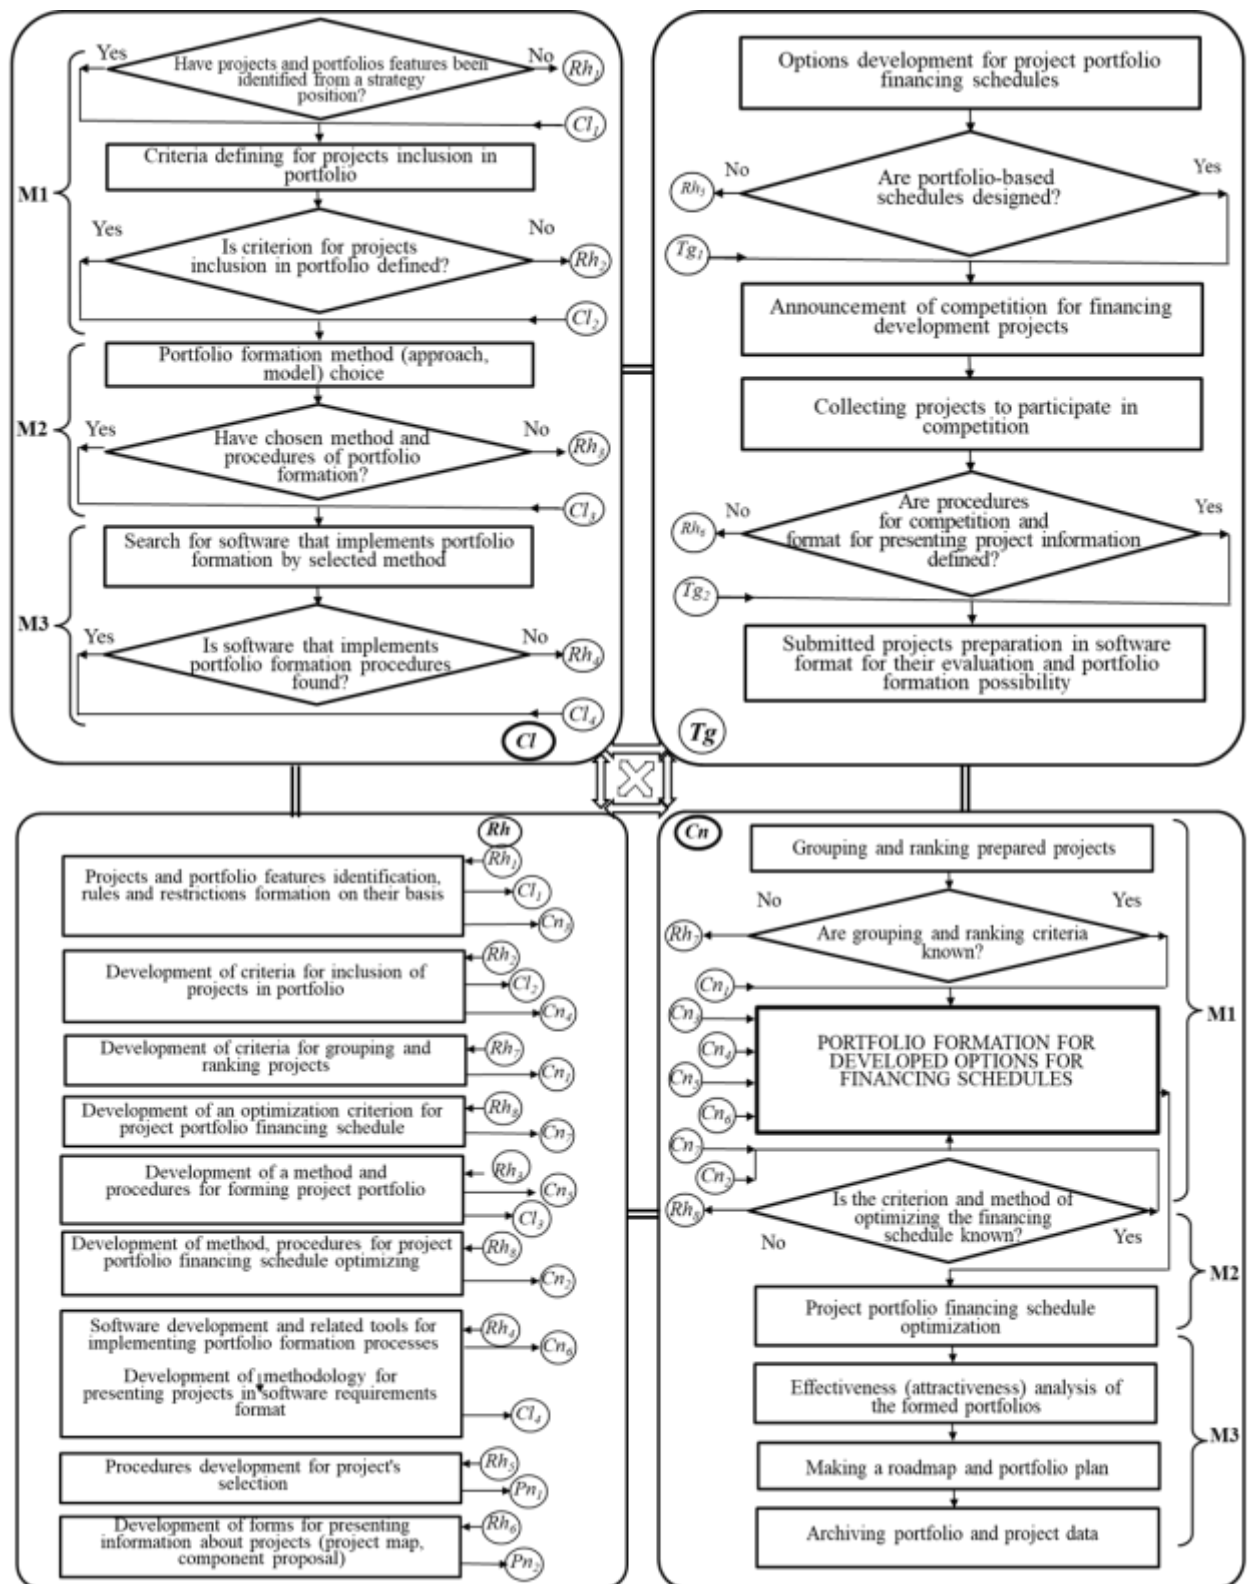 Yes
No
Have projects and portfolios features been
identified from a strategy
position?
Rh1
Cl1
Criteria defining for projects inclusion in
portfolio
M1
Yes
No
Is criterion for projects
inclusion in portfolio defined?
Rh2
Cl2
Portfolio formation method (approach,
model) choice
M2
Yes
No
Have chosen method and
procedures of portfolio
formation?
Cl3
Search for software that implements portfolio
formation by selected method
M3
Yes
No
Is software that implements
portfolio formation procedures
found?
Rh4
Cl4
Cl
Options development for project portfolio
financing schedules
No
Yes
Are portfolio-based
schedules designed?
Rh5
Tg1
Announcement of competition for financing
development projects
Collecting projects to participate in
competition
No
Yes
Are procedures
for competition and
format for presenting project information
defined?
Rh6
Tg2
Submitted projects preparation in software
format for their evaluation and portfolio
formation possibility
Tg
Rh
Rh1
Projects and portfolio features identification,
rules and restrictions formation on their basis
Cl1
Cn3
Rh2
Development of criteria for inclusion of
projects in portfolio
Cl2
Cn4
Development of criteria for grouping and
ranking projects
Rh7
Cn1
Development of an optimization criterion for
project portfolio financing schedule
Rh8
Cn7
Development of a method and
procedures for forming project portfolio
Rh3
Cn5
Cl3
Development of method, procedures for project
portfolio financing schedule optimizing
Rh8
Cn2
Software development and related tools for
implementing portfolio formation processes
Rh4
Cn6
Development of methodology for
presenting projects in software requirements
format
Cl4
Procedures development for project's
selection
Rh5
Pn1
Development of forms for presenting
information about projects (project map,
component proposal)
Rh6
Pn2
Cn
Grouping and ranking prepared projects
No
Yes
Are grouping and ranking criteria
known?
Rh7
Cn1
Cn3
Cn4
Cn5
Cn6
PORTFOLIO FORMATION FOR
DEVELOPED OPTIONS FOR
FINANCING SCHEDULES
M1
Cn7
Cn2
Rh8
Is the criterion and method of
optimizing the financing
schedule known?
No
Yes
M2
Project portfolio financing schedule
optimization
Effectiveness (attractiveness) analysis of
the formed portfolios
M3
Making a roadmap and portfolio plan
Archiving portfolio and project data